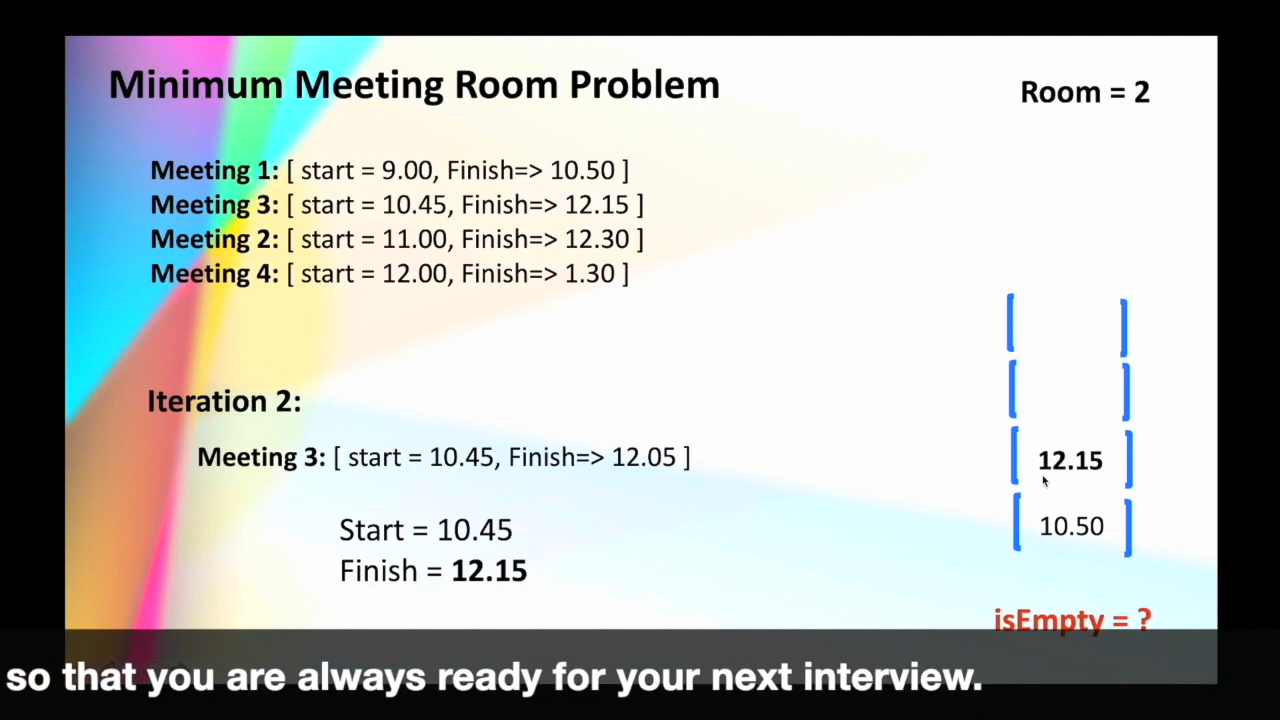 Minimum Meeting Room Problem
Room = 2
Meeting 1: [ start = 9.00, Finish=> 10.50 ]
Meeting 3: [ start = 10.45, Finish=> 12.15 ]
Meeting 2: [ start = 11.00, Finish=> 12.30 ]
Meeting 4: [ start = 12.00, Finish=> 1.30 ]
Iteration 2:
Meeting 3: [ start = 10.45, Finish=> 12.05 ]
Start = 10.45
Finish = 12.15
12.15
10.50
isEmpty = ?
so that you are always ready for your next interview.